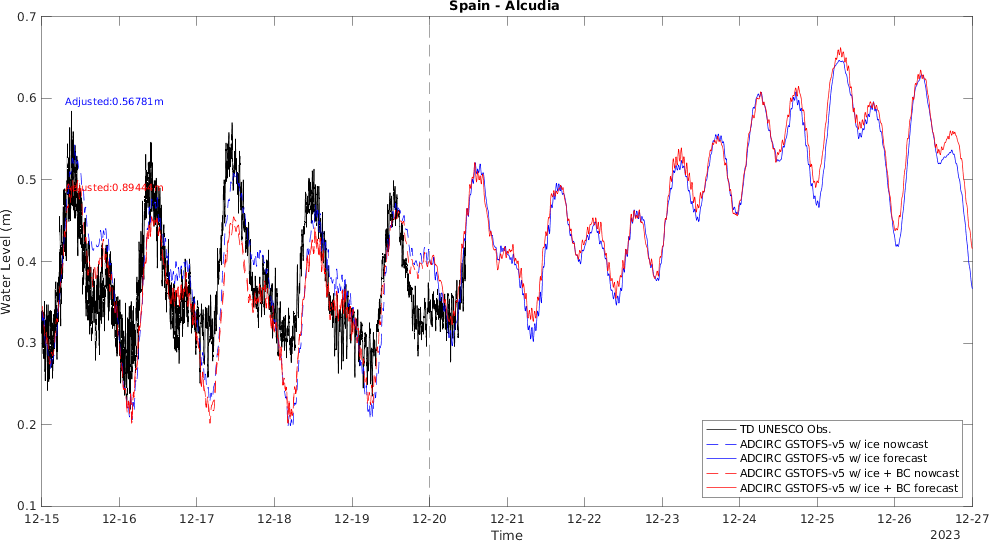 Spain - Alcudia
0.7
0.6
0.5
0.4
0.3
0.2
0.1
Water Level (m)
Adjusted:0.56781m
TD UNESCO Obs.
ADCIRC GSTOFS-v5 w/ ice nowcast
ADCIRC GSTOFS-v5 w/ ice forecast
ADCIRC GSTOFS-v5 w/ ice + BC nowcast
ADCIRC GSTOFS-v5 w/ ice + BC forecast
12-15 12-16 12-17 12-18 12-19 12-20 12-21 12-22 12-23 12-24 12-25 12-26 12-27
Time
2023